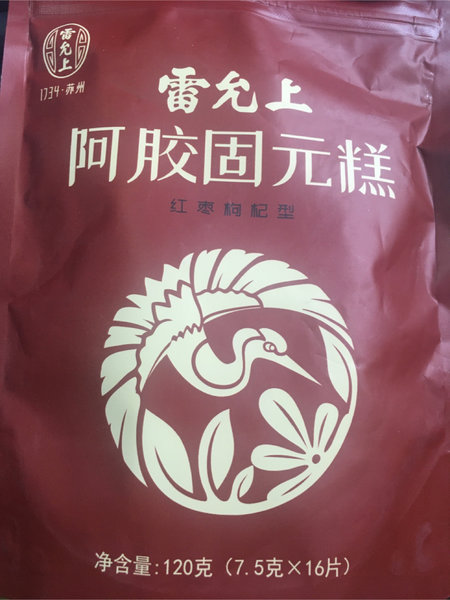 雷允上
1734·苏州
雷允上
阿胶固元糕
红枣枸杞型
净含量:120克（7.5克×16片）